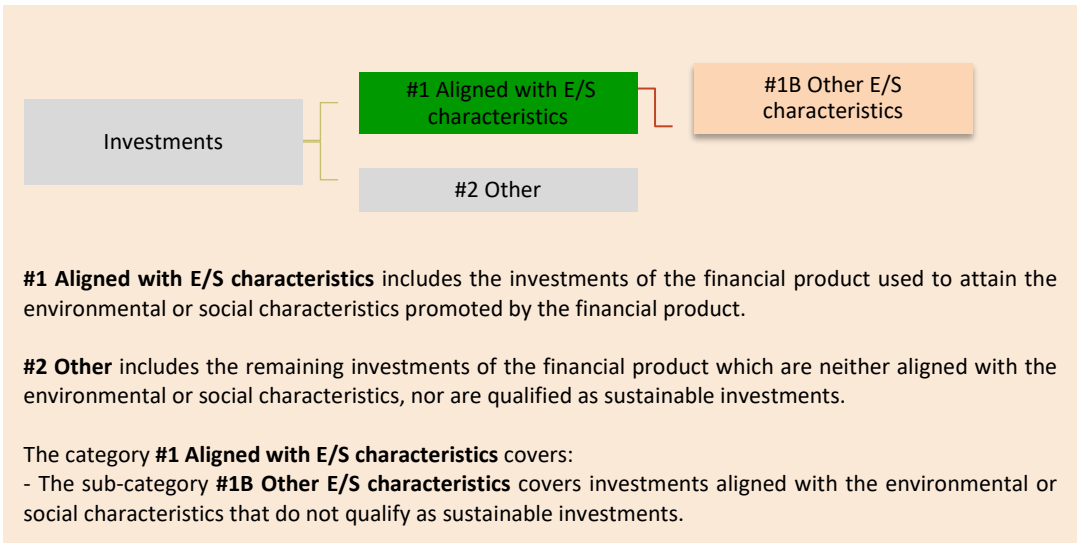 #1 Aligned with E/S
characteristics
#1B Other E/S
characteristics
Investments
#2 Other
#1 Aligned with E/S characteristics includes the investments of the financial product used to attain the
environmental or social characteristics promoted by the financial product.
#2 Other includes the remaining investments of the financial product which are neither aligned with the
environmental or social characteristics, nor are qualified as sustainable investments.
The category #1 Aligned with E/S characteristics covers:
- The sub-category #1B Other E/S characteristics covers investments aligned with the environmental or
social characteristics that do not qualify as sustainable investments.